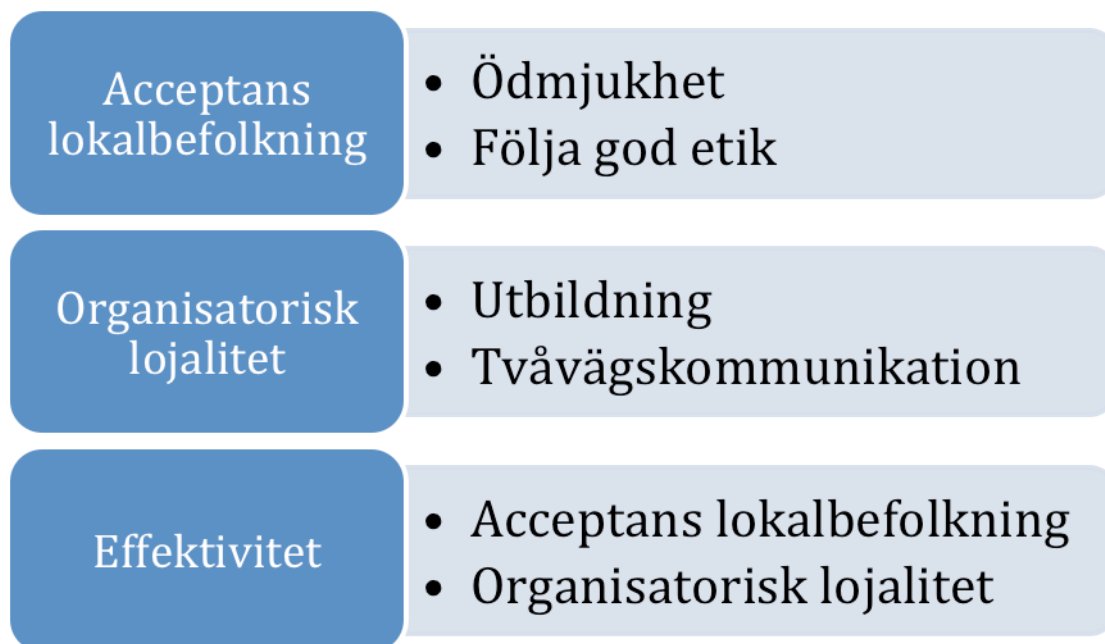 Acceptans
lokalbefolkning
• Ödmjukhet
• Följa god etik
Organisatorisk
lojalitet
• Utbildning
• Tvåvägskommunikation
Effektivitet
• Acceptans lokalbefolkning
• Organisatorisk lojalitet